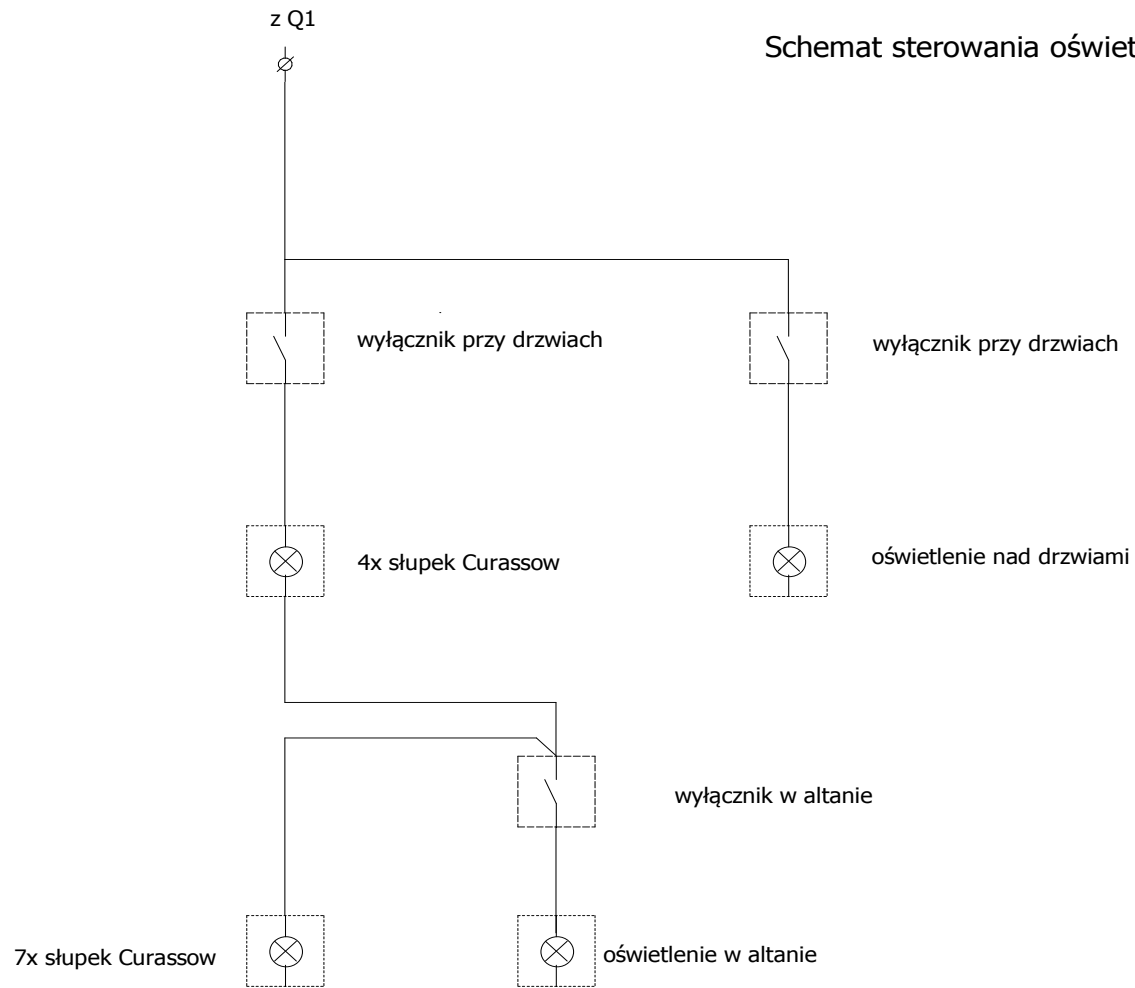 z Q1
Schemat sterowania oświet
wyłącznik przy drzwiach
wyłącznik przy drzwiach
4x słupek Curassow
oświetlenie nad drzwiami
wyłącznik w altanie
7x słupek Curassow
oświetlenie w altanie